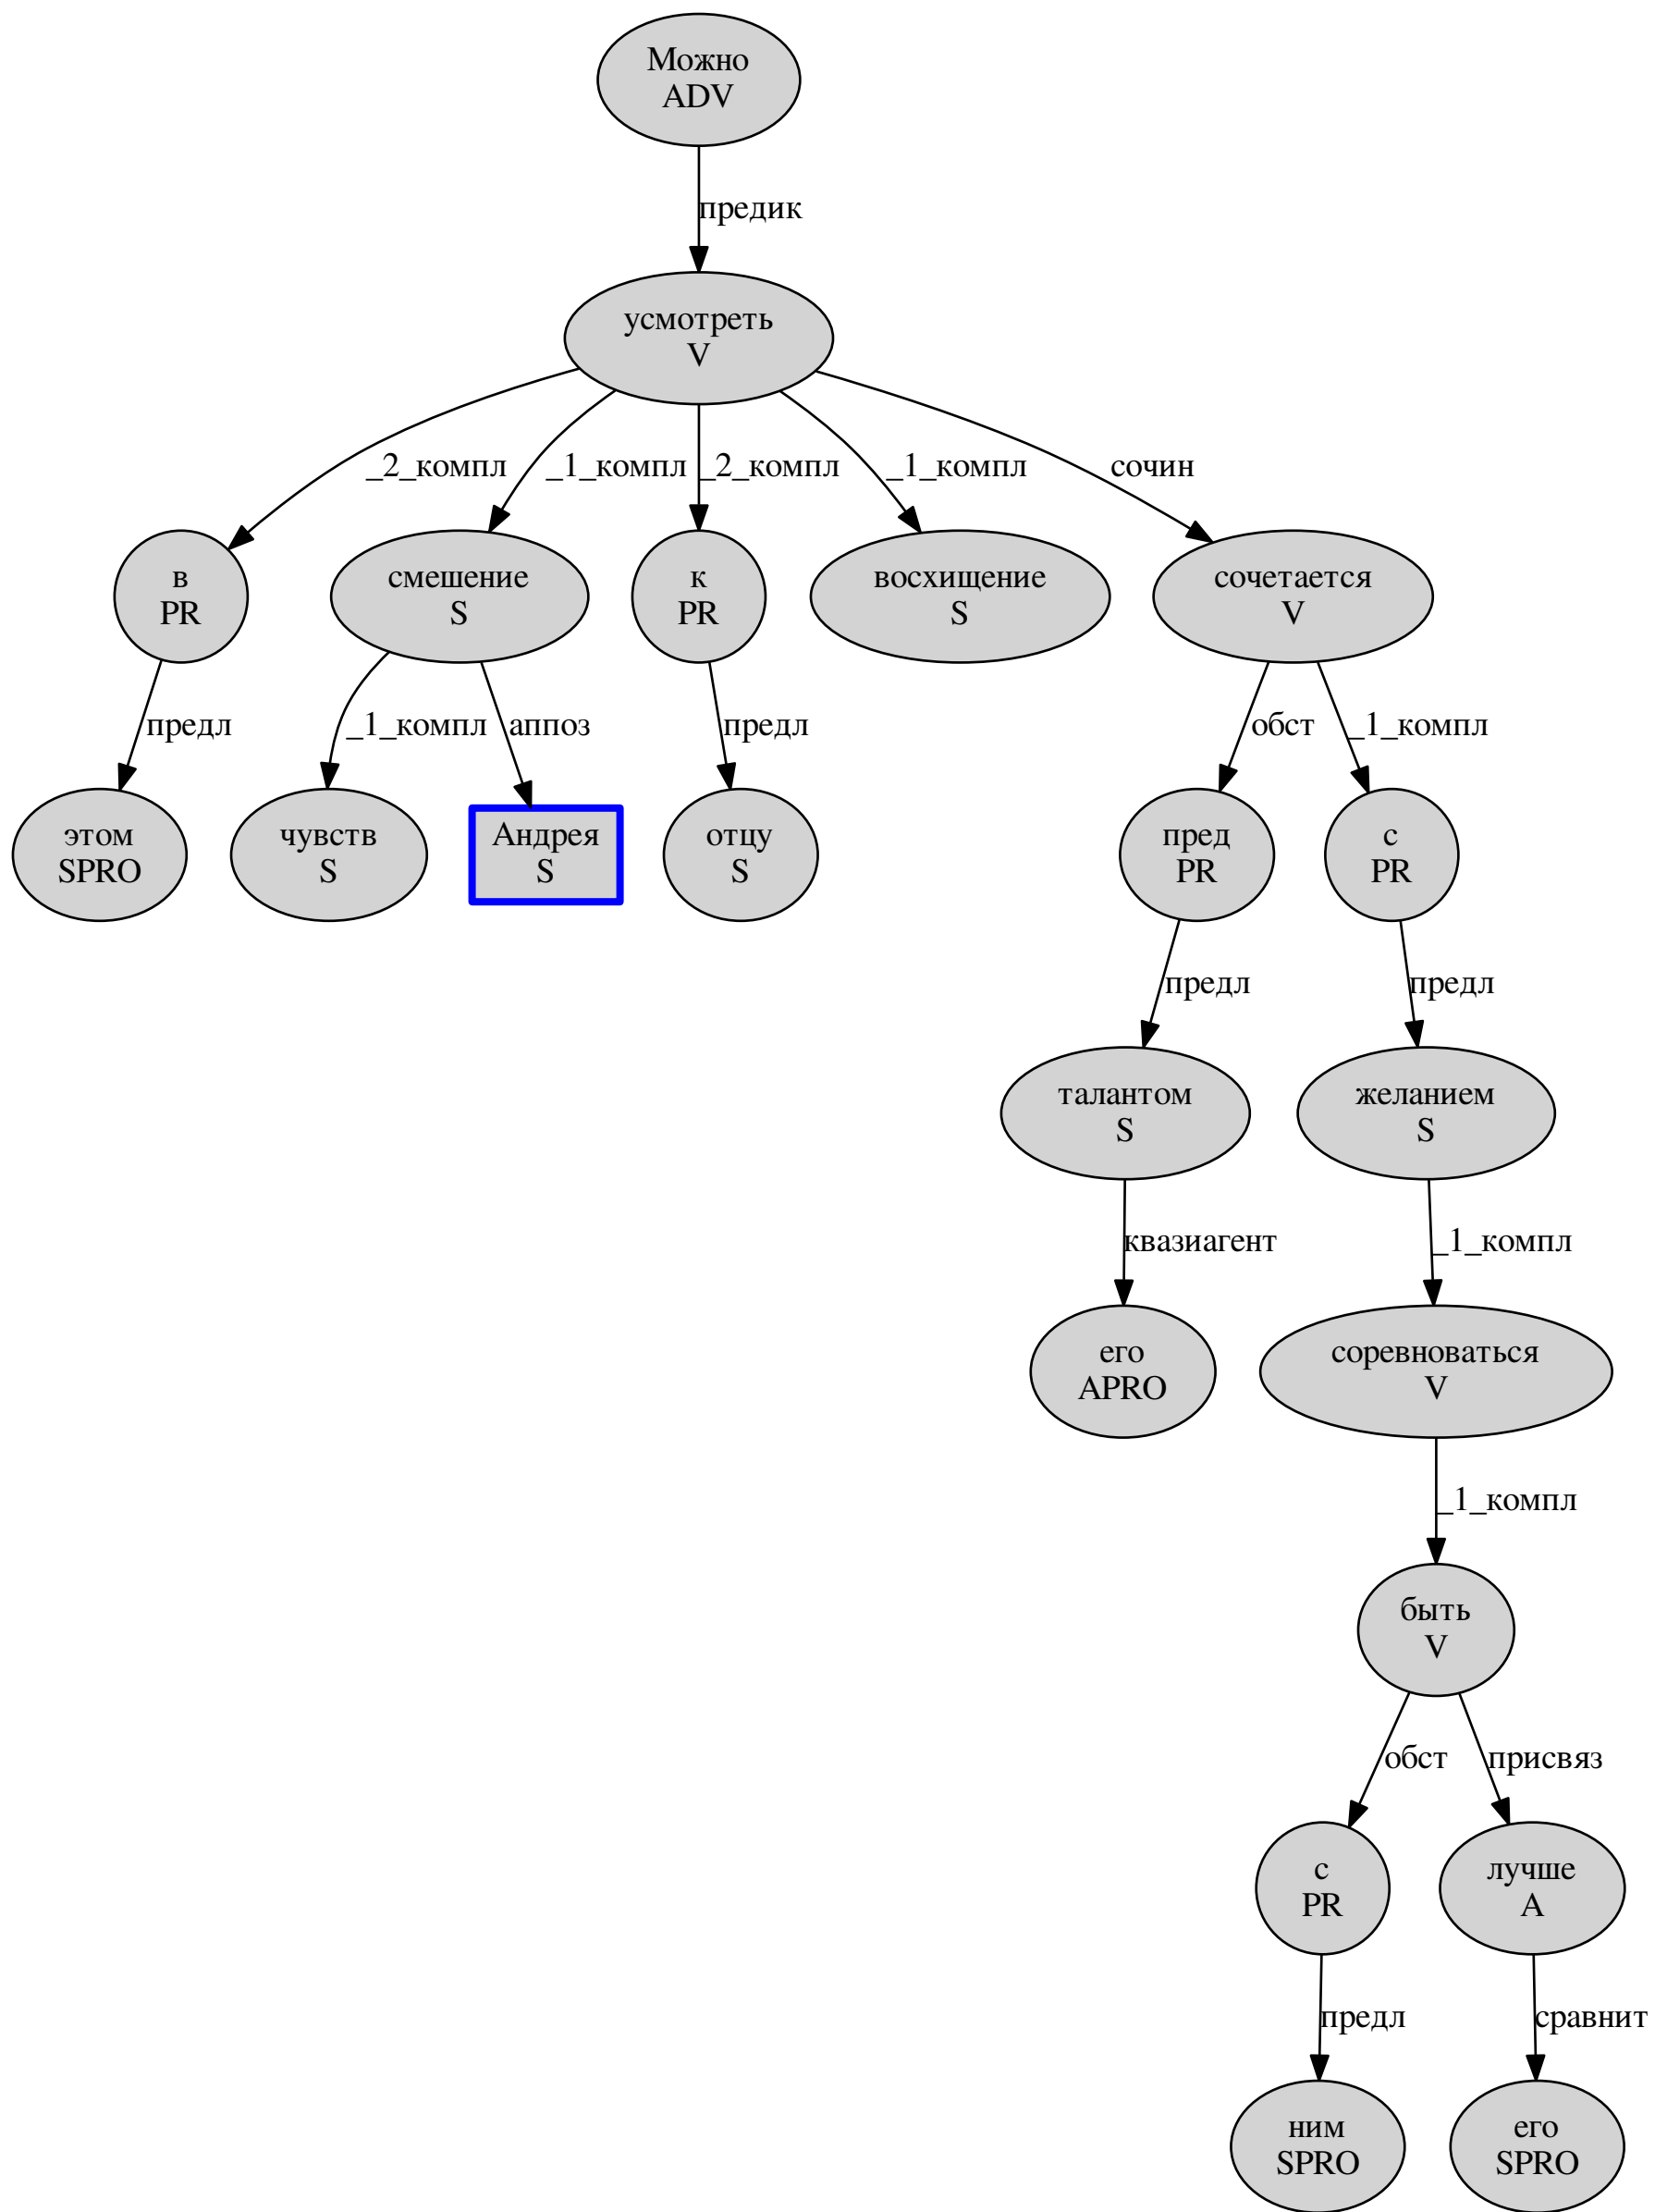 Можно
ADV
предик
усмотреть
V
_2_компл
_1_компл
_2_компл
_1_компл
сочин
в
PR
смешение
S
к
PR
восхищение
S
сочетается
V
предл
_1_компл
аппоз
предл
обст
_1_компл
этом
SPRO
чувств
S
Андрея
S
отцу
S
пред
PR
с
PR
предл
предл
талантом
S
желанием
S
квазиагент
_1_компл
его
APRO
соревноваться
V
_1_компл
быть
V
обст
присвяз
с
PR
лучше
A
предл
сравнит
ним
SPRO
его
SPRO